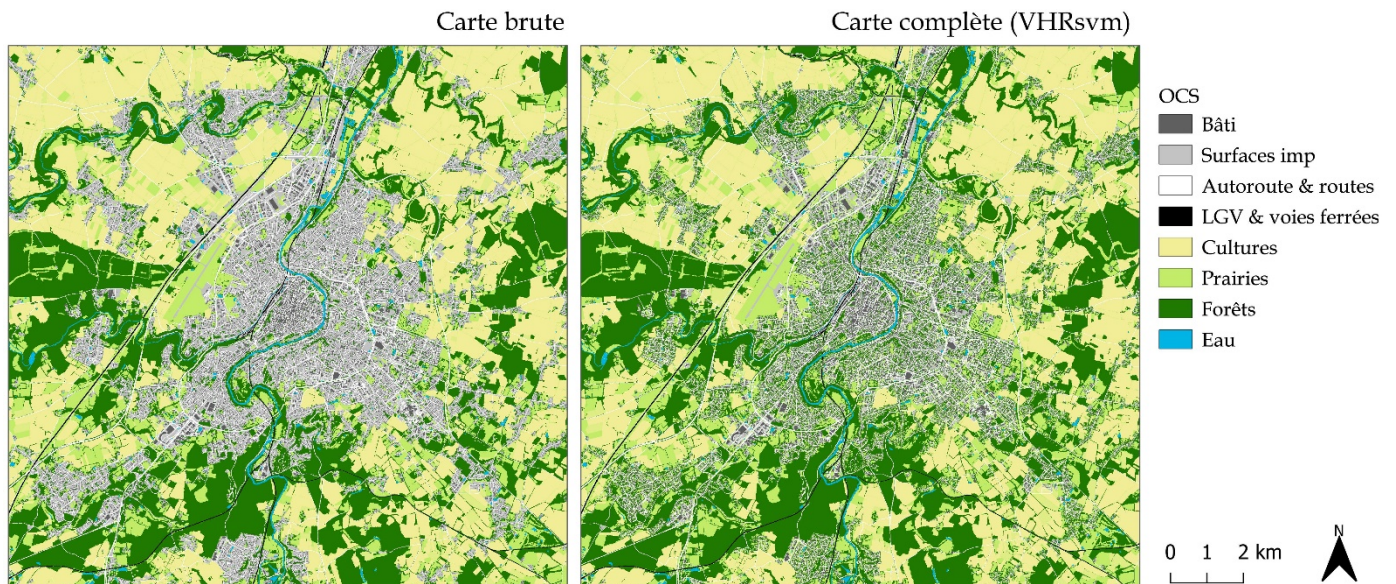 Carte brute
Carte complète (VHRsvm)
OCS
Bâti
Surfaces imp
Autoroute & routes
LGV & voies ferrées
Cultures
Prairies
Forêts
Eau
0 1 2 km
N